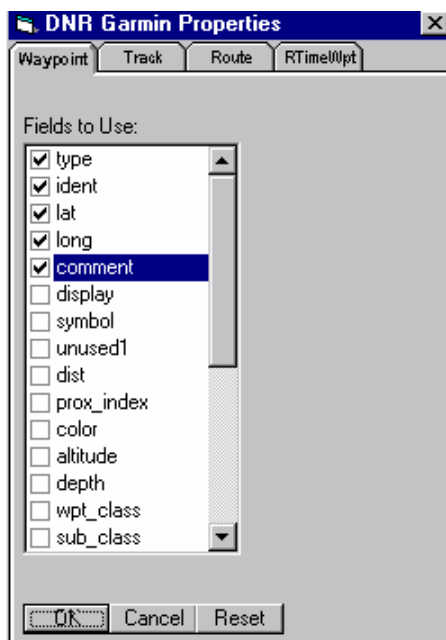 DNR Garmin Properties
Waypoint Track Route RTimeWpt
Fields to Use:
type
ident
lat
long
comment
display
symbol
unused1
dist
prox_index
color
altitude
depth
wpt_class
sub_class
OK Cancel Reset